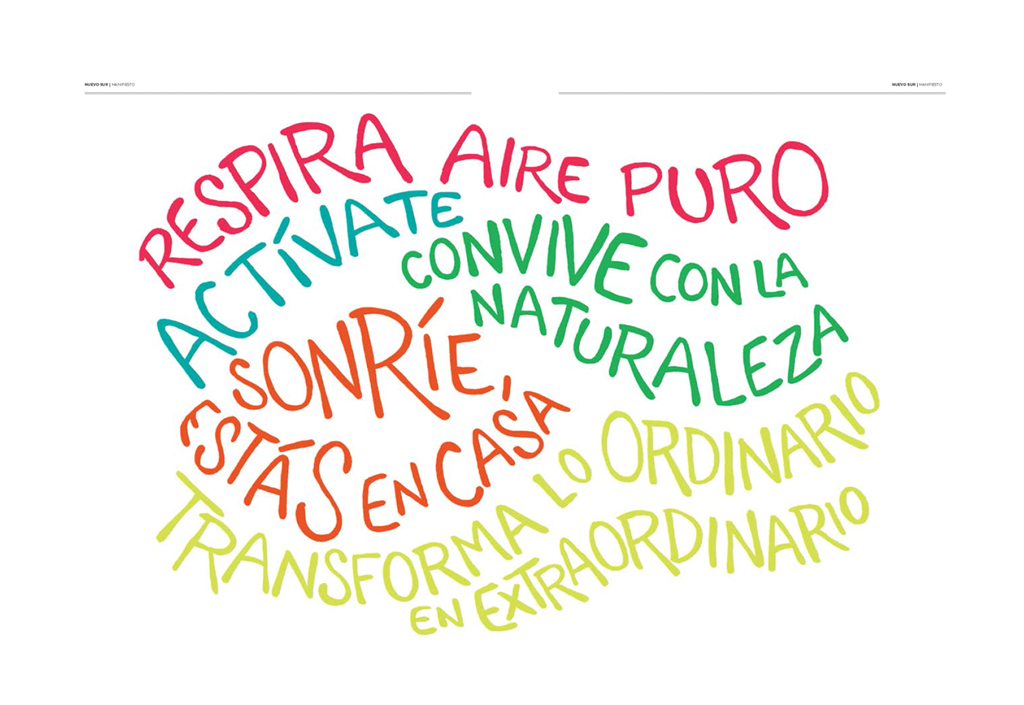 NUEVO SUR | MANIFIESTO
NUEVO SUR | MANIFIESTO
RESPIRA AIRE PURO
ACTÍVATE
CONVIVE CON LA
NATURALEZA
SONRÍE,
ESTÁS EN CASA
TRANSFORMA LO ORDINARIO
EN EXTRAORDINARIO